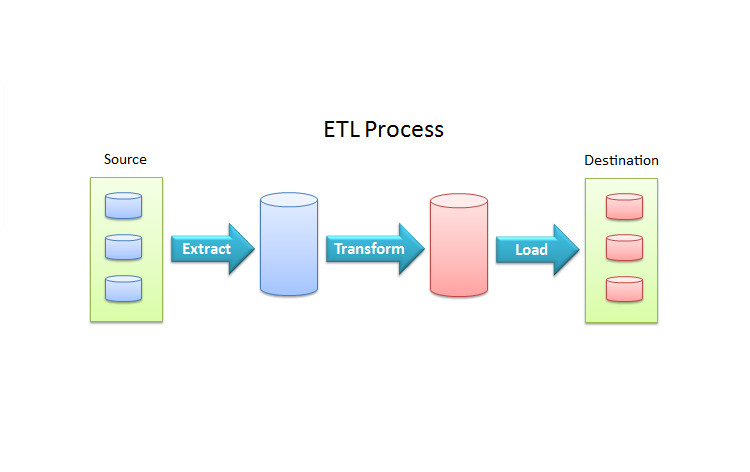 ETL Process
Source
Destination
Extract
Transform
Load